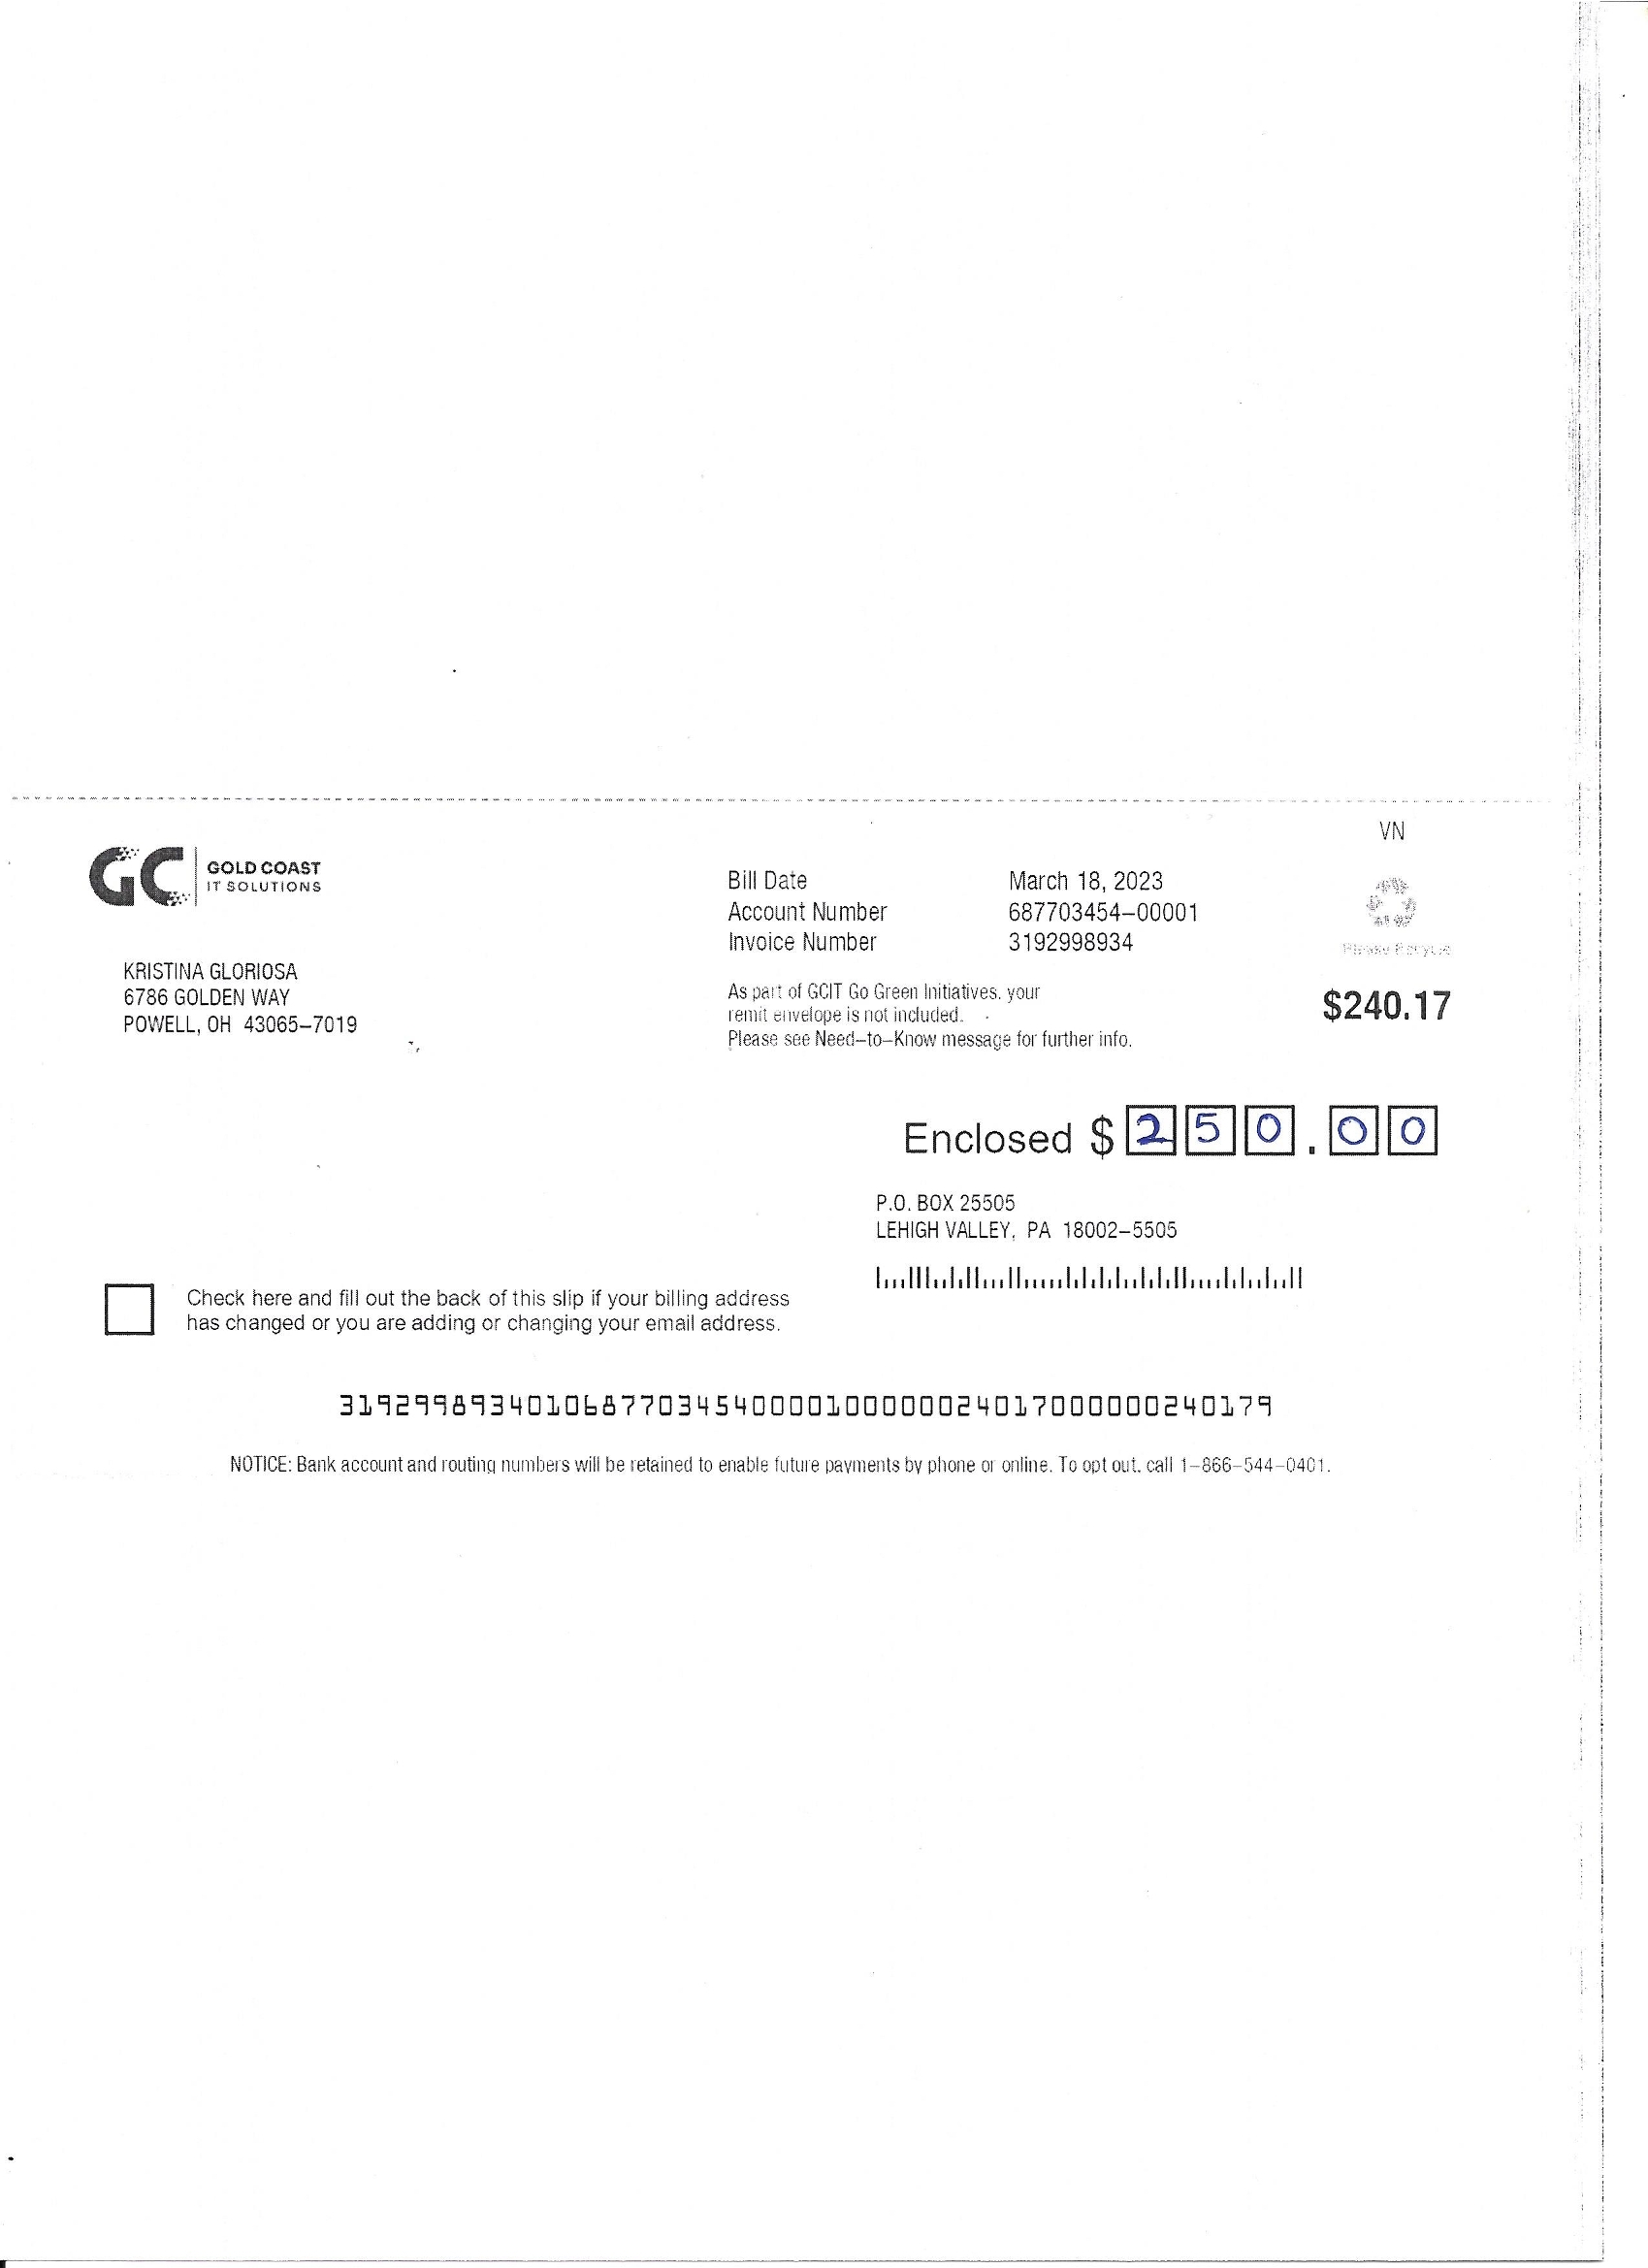 VN
GC
GOLD COAST
IT SOLUTIONS
Bill Date March 18, 2023
Account Number 687703454-00001
Invoice Number 3192998934
Please Recycle
KRISTINA GLORIOSA
6786 GOLDEN WAY
POWELL, OH 43065-7019
As part of GCIT Go Green Initiatives, your
remit envelope is not included.
Please see Need-to-Know message for further info.
$240.17
Enclosed $ 250.00
P.O. BOX 25505
LEHIGH VALLEY, PA 18002-5505
Check here and fill out the back of this slip if your billing address
has changed or you are adding or changing your email address.
3192998934010687703454000010000002401700000024017​9
NOTICE: Bank account and routing numbers will be retained to enable future payments by phone or online. To opt out, call 1-866-544-0401.